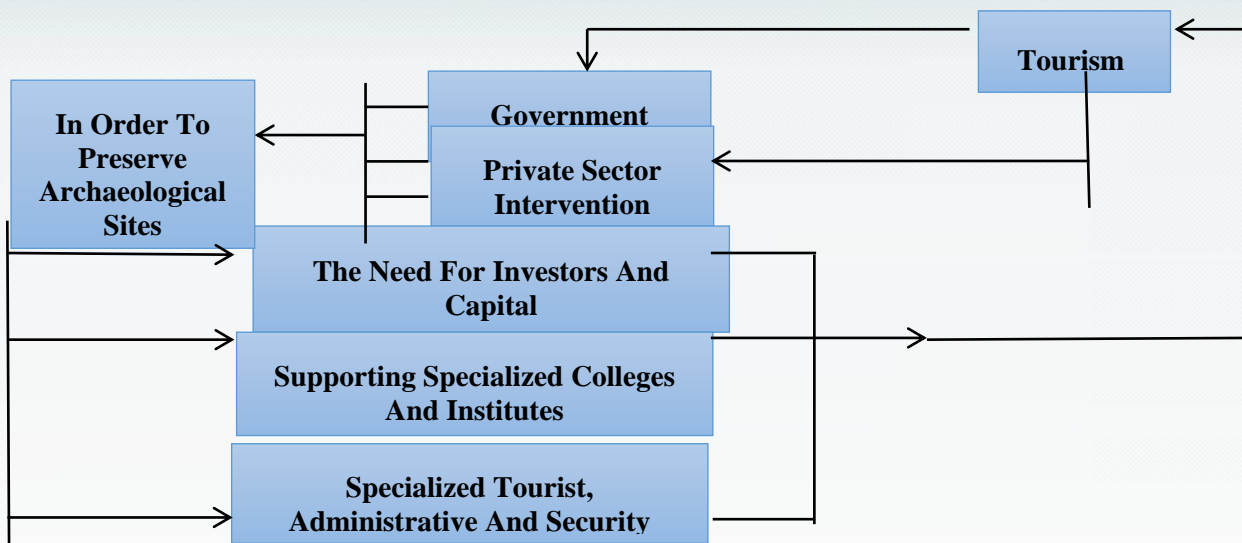 Tourism
Government
In Order To
Preserve
Archaeological
Sites
Private Sector
Intervention
The Need For Investors And
Capital
Supporting Specialized Colleges
And Institutes
Specialized Tourist,
Administrative And Security